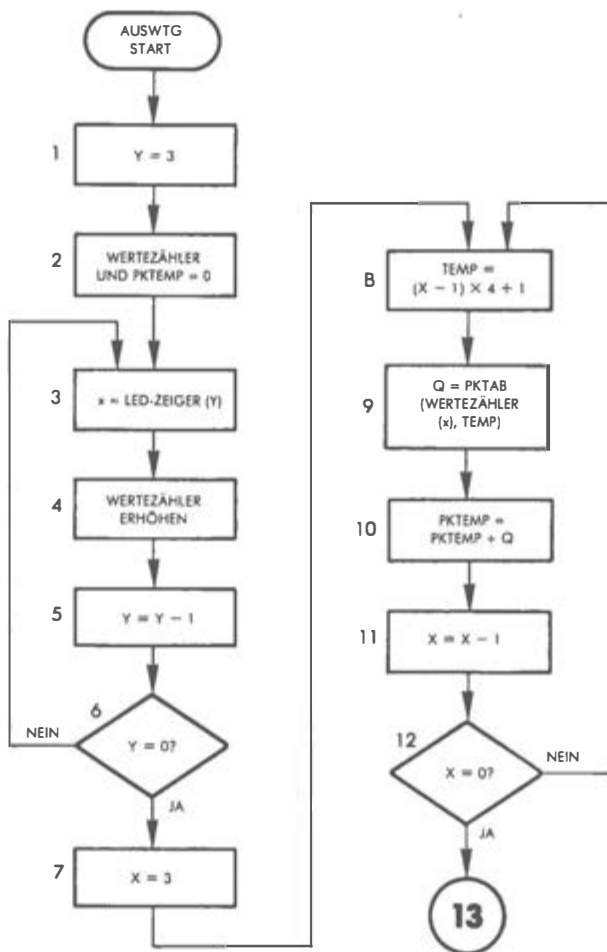 AUSWTG
START
1
Y = 3
2
WERTEZÄHLER
UND PKTEMP = 0
3
x = LED-ZEIGER (Y)
4
WERTEZÄHLER
ERHÖHEN
5
Y = Y − 1
6
Y = 0?
NEIN
JA
7
X = 3
B
TEMP =
(X − 1) × 4 + 1
9
Q = PKTAB
(WERTEZÄHLER
(x), TEMP)
10
PKTEMP =
PKTEMP + Q
11
X = X − 1
12
X = 0?
NEIN
JA
13